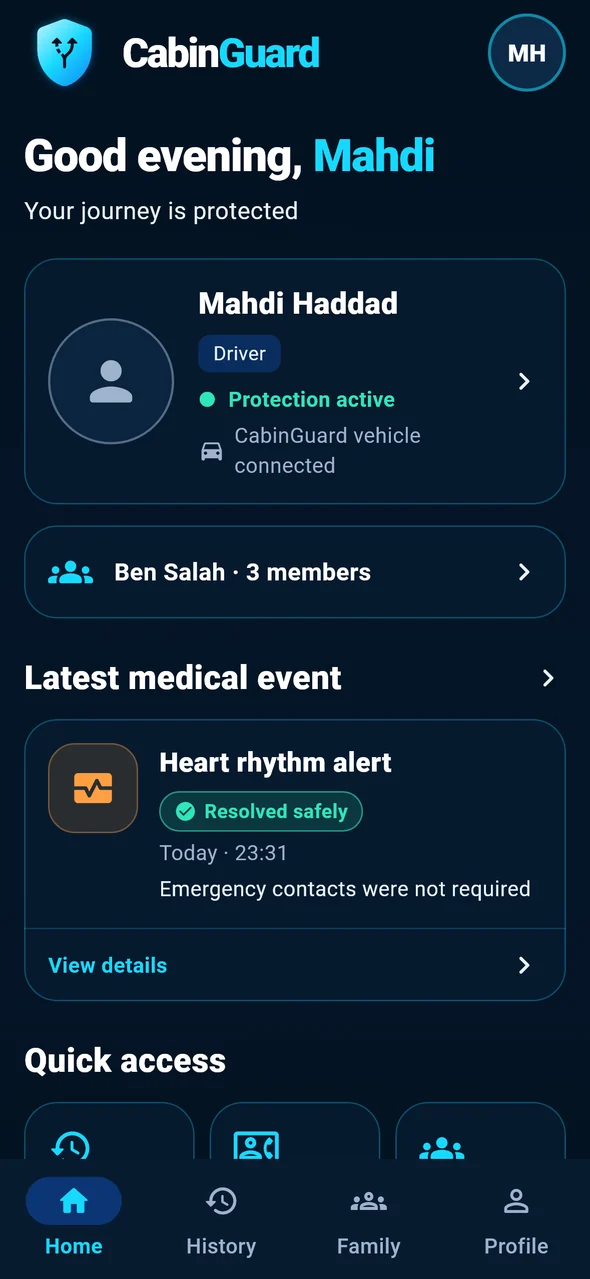 CabinGuard
MH
Good evening, Mahdi
Your journey is protected
Mahdi Haddad
Driver
Protection active
CabinGuard vehicle
connected
Ben Salah · 3 members
Latest medical event
Heart rhythm alert
Resolved safely
Today · 23:31
Emergency contacts were not required
View details
Quick access
Home
History
Family
Profile